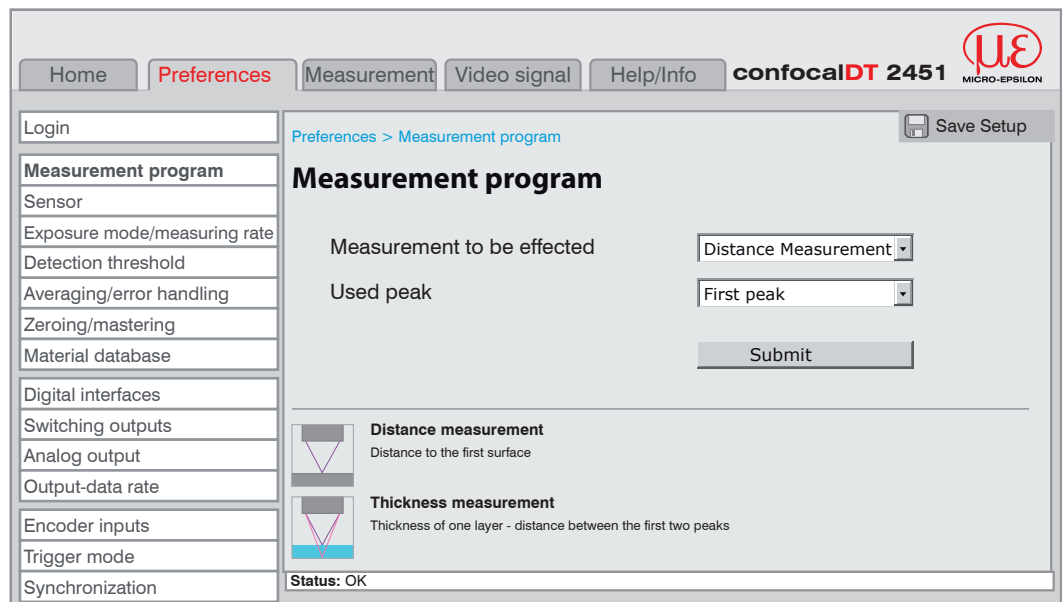 Home
Preferences
Measurement
Video signal
Help/Info
confocalDT 2451
με
MICRO-EPSILON
Login
Measurement program
Sensor
Exposure mode/measuring rate
Detection threshold
Averaging/error handling
Zeroing/mastering
Material database
Digital interfaces
Switching outputs
Analog output
Output-data rate
Encoder inputs
Trigger mode
Synchronization
Preferences > Measurement program
Save Setup
Measurement program
Measurement to be effected
Distance Measurement
Used peak
First peak
Submit
Distance measurement
Distance to the first surface
Thickness measurement
Thickness of one layer - distance between the first two peaks
Status: OK